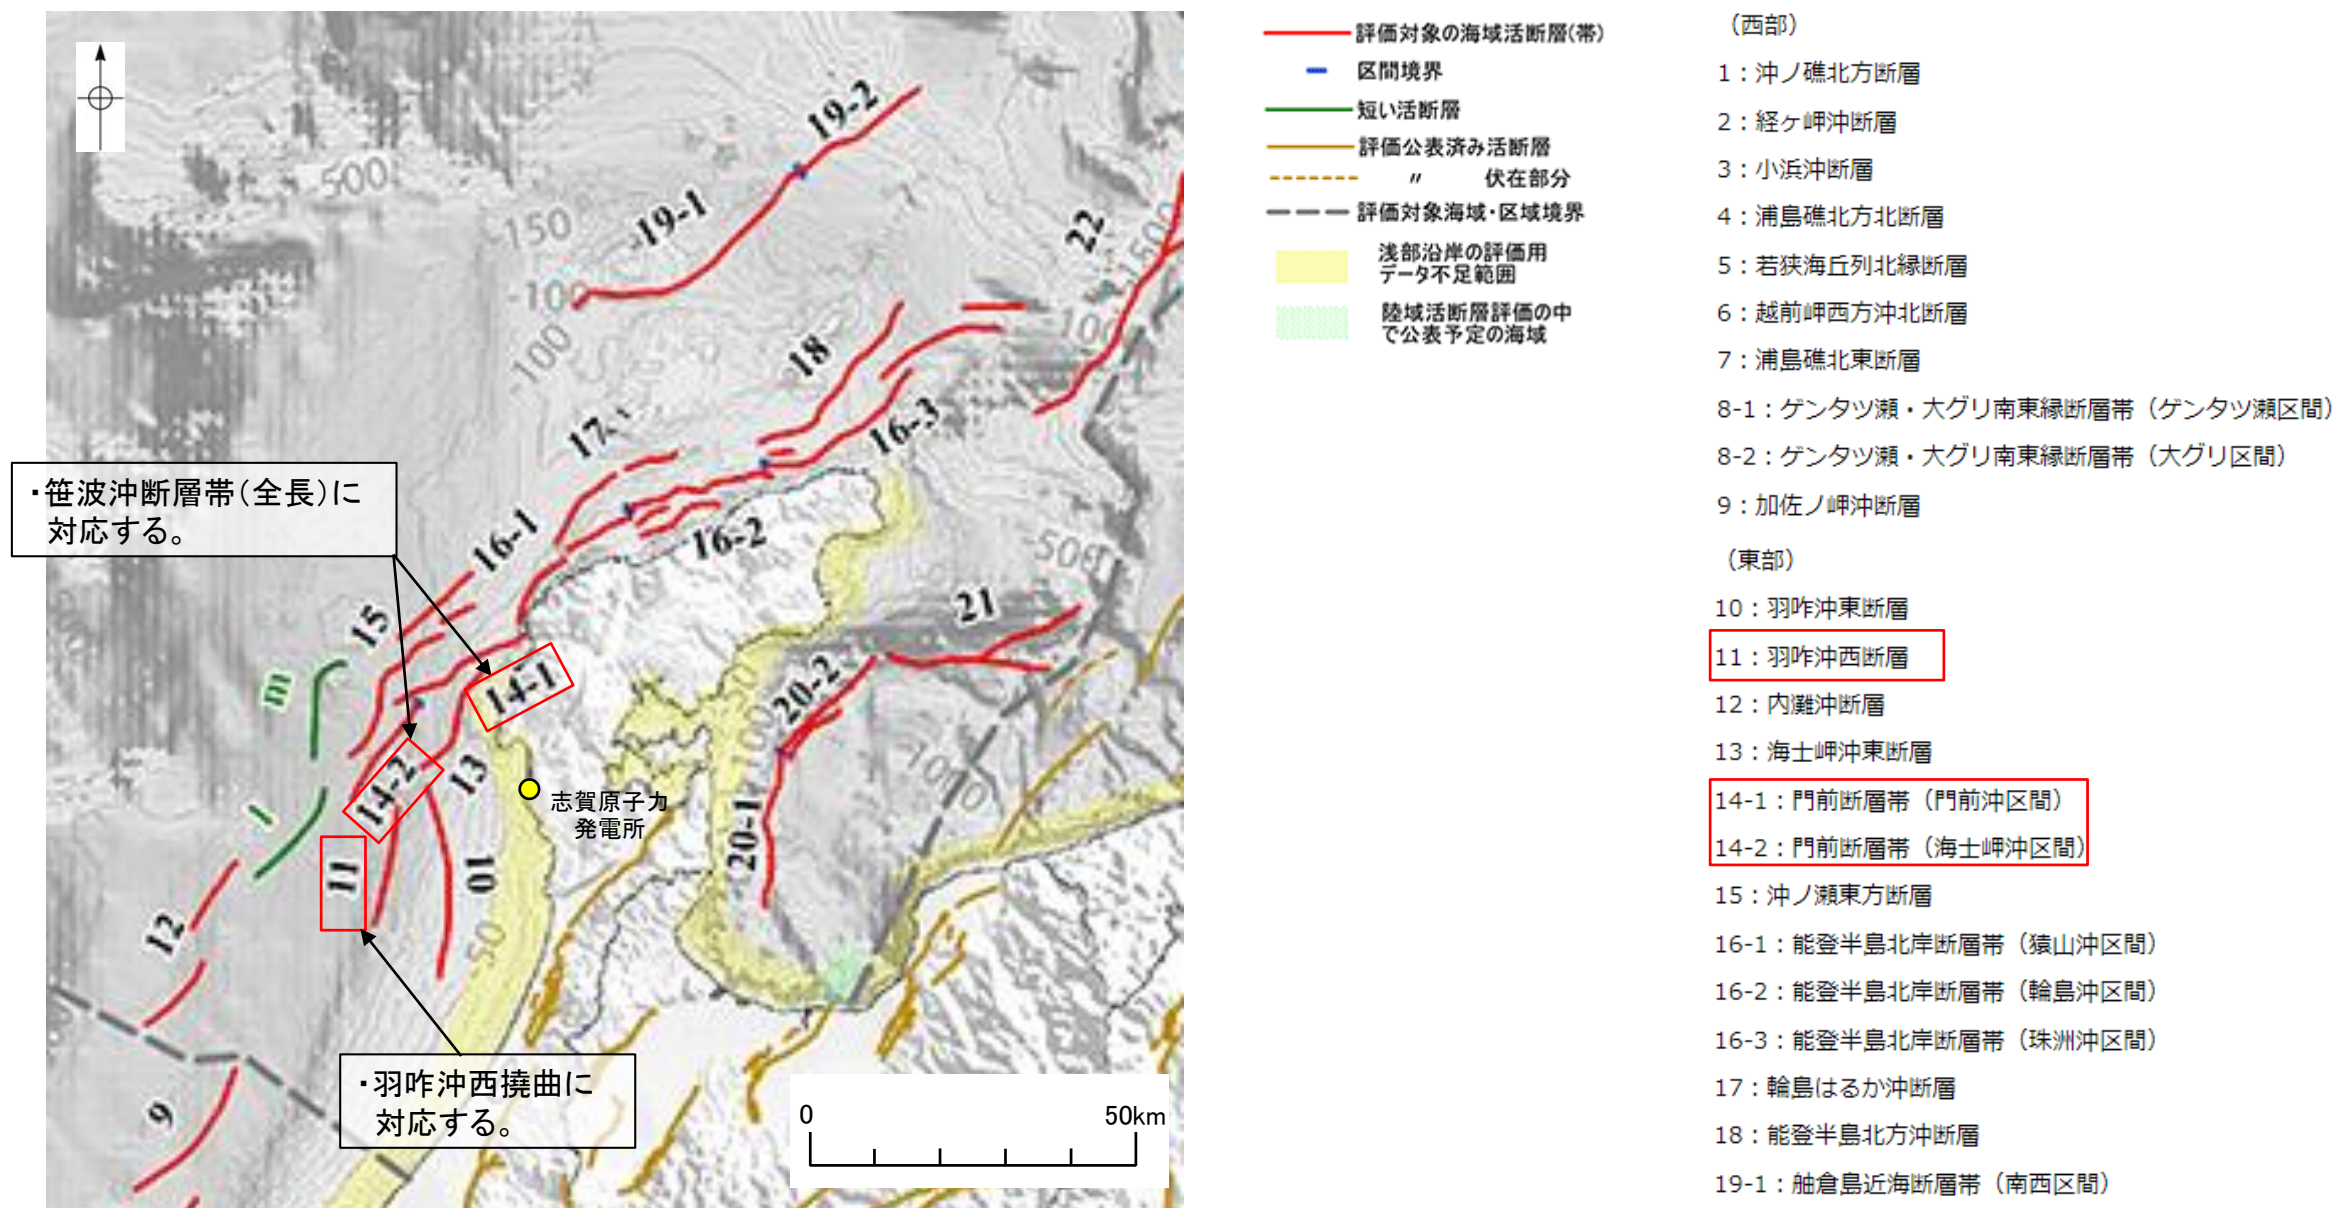 -500
-150
-100
-100
19-2
-19-1
22
-1500
-100
18
17
16-3
16-2
16-1
・笹波沖断層帯(全長)に
対応する。
15
m
l
14-1
14-2
13
志賀原子力
発電所
11
10
12
50
9
・羽咋沖西撓曲に
対応する。
-500
21
20-2
20-1
1000
0
50km
評価対象の海域活断層(帯)
区間境界
短い活断層
評価公表済み活断層
〃 伏在部分
評価対象海域・区域境界
浅部沿岸の評価用
データ不足範囲
陸域活断層評価の中
で公表予定の海域
（西部）
1：沖ノ礁北方断層
2：経ヶ岬沖断層
3：小浜沖断層
4：浦島礁北方北断層
5：若狭海丘列北縁断層
6：越前岬西方沖北断層
7：浦島礁北東断層
8-1：ゲンタツ瀬・大グリ南東縁断層帯（ゲンタツ瀬区間）
8-2：ゲンタツ瀬・大グリ南東縁断層帯（大グリ区間）
9：加佐ノ岬沖断層
（東部）
10：羽咋沖東断層
11：羽咋沖西断層
12：内灘沖断層
13：海士岬沖東断層
14-1：門前断層帯（門前沖区間）
14-2：門前断層帯（海士岬沖区間）
15：沖ノ瀬東方断層
16-1：能登半島北岸断層帯（猿山沖区間）
16-2：能登半島北岸断層帯（輪島沖区間）
16-3：能登半島北岸断層帯（珠洲沖区間）
17：輪島はるか沖断層
18：能登半島北方沖断層
19-1：舳倉島近海断層帯（南西区間）